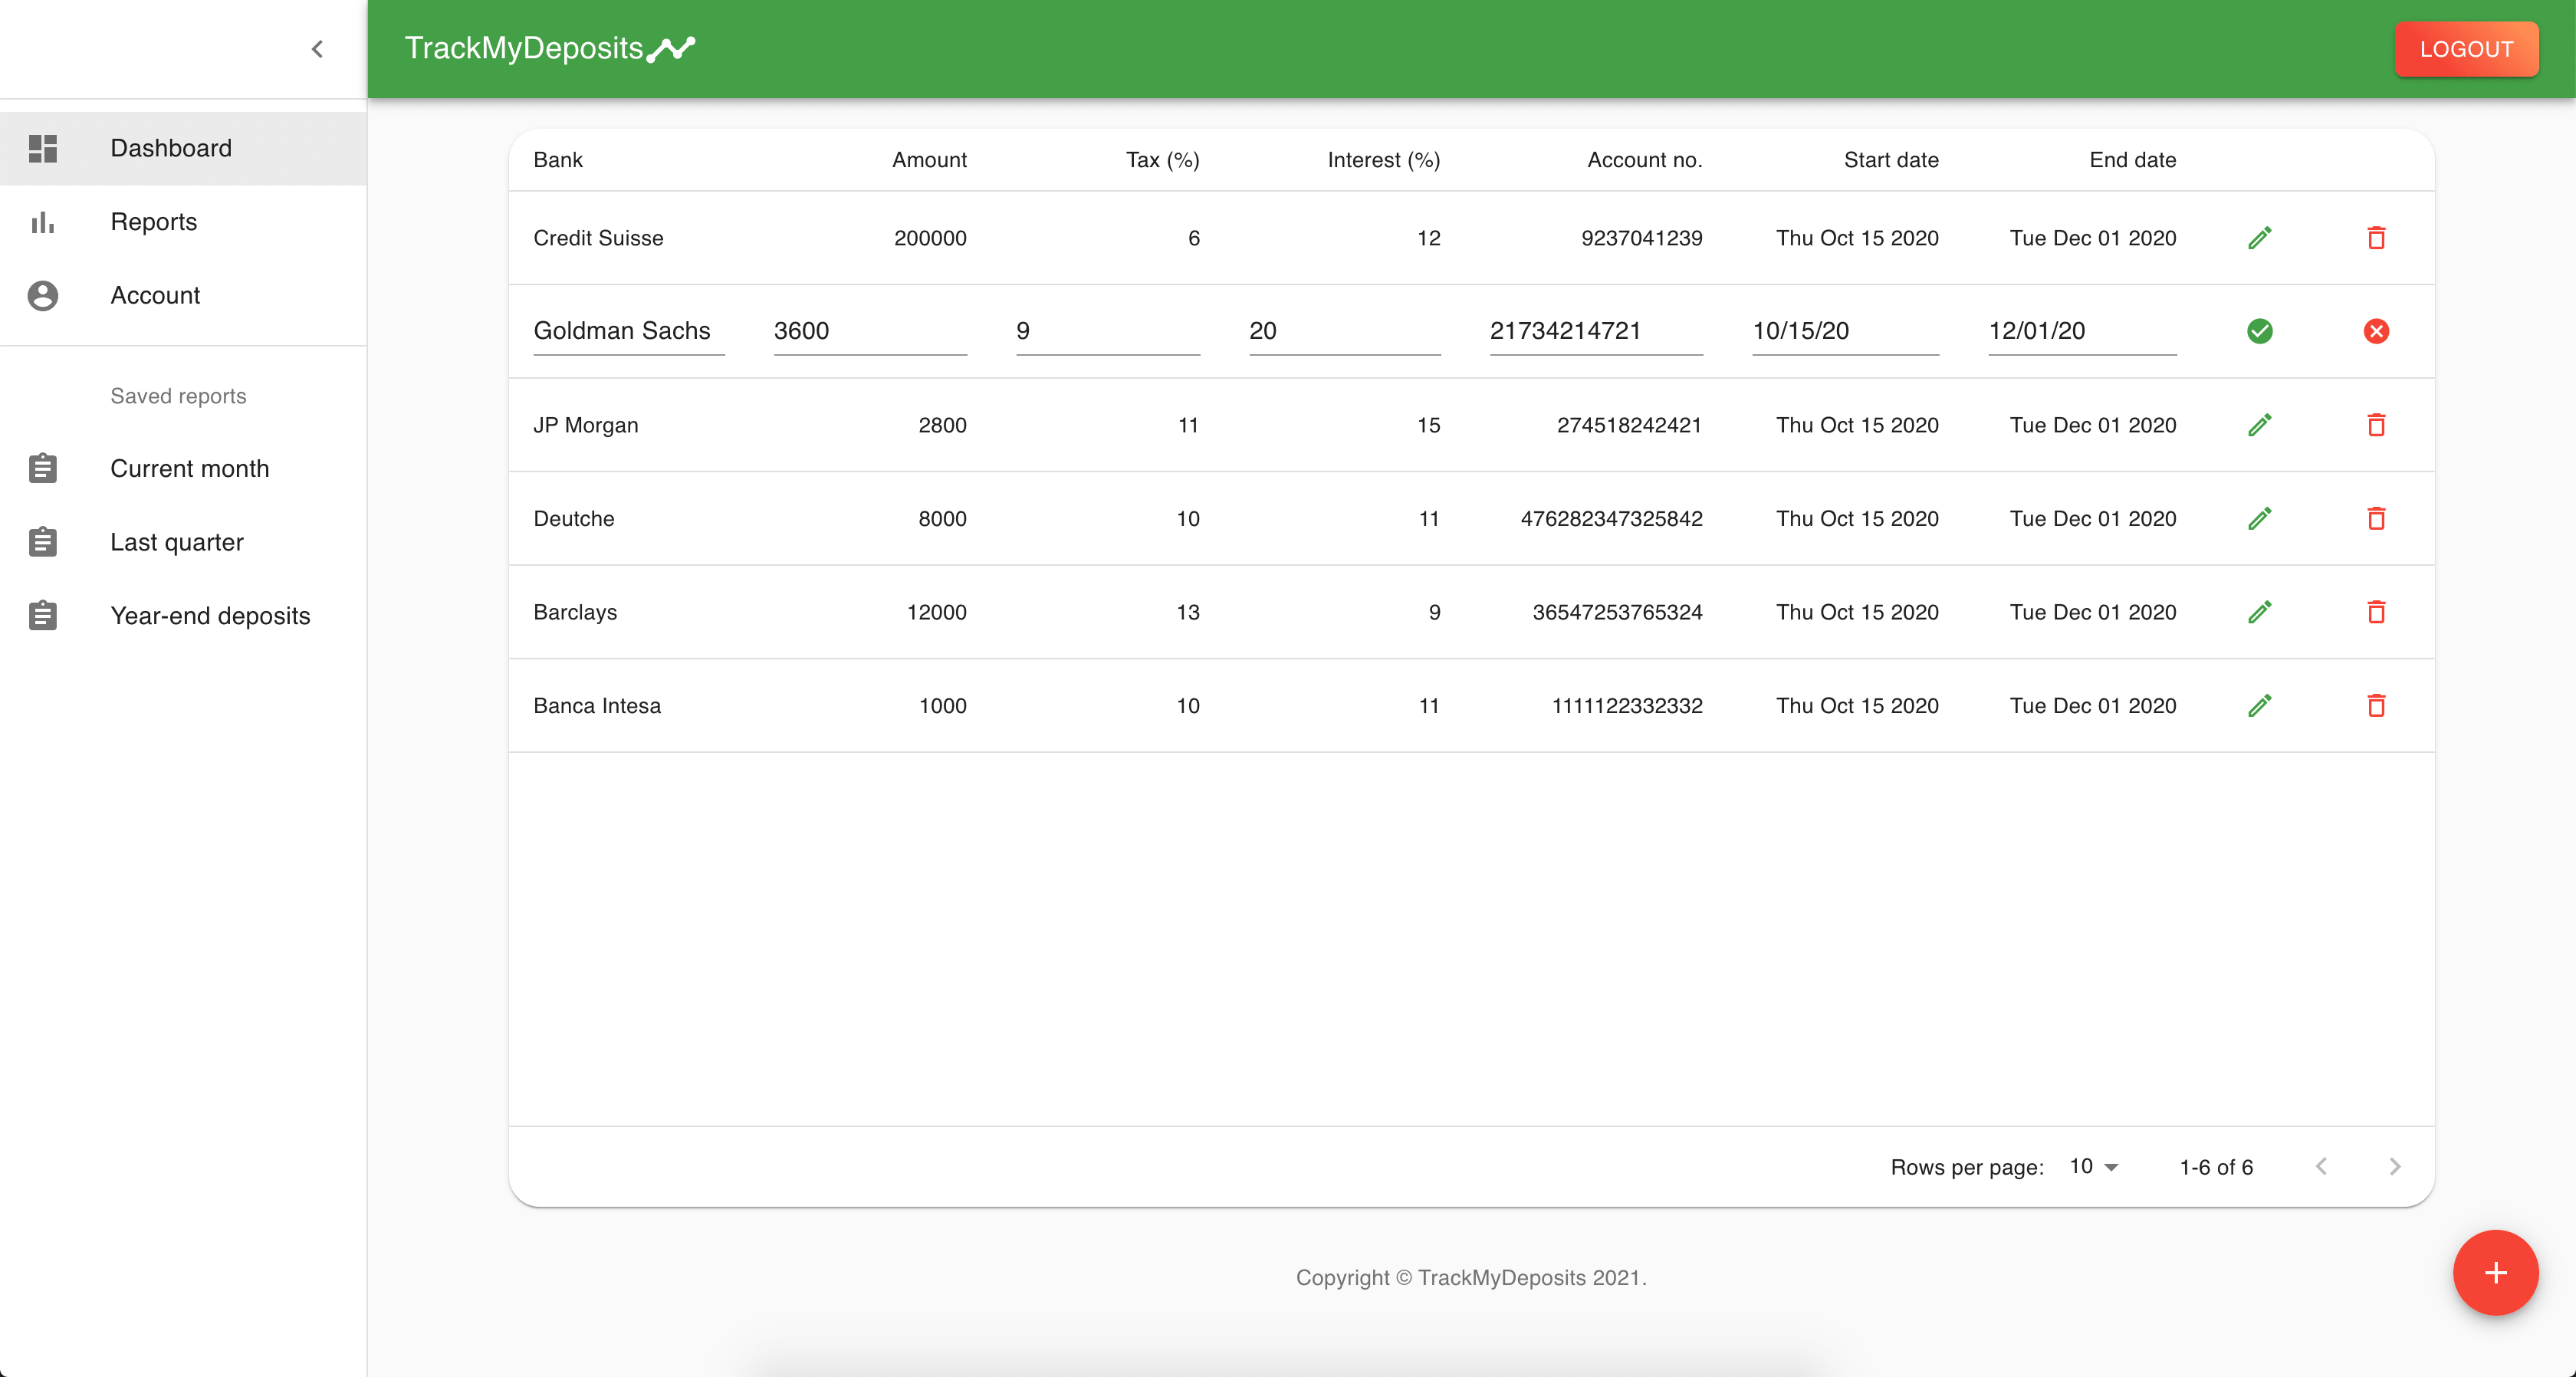 TrackMyDeposits
LOGOUT
Dashboard
Reports
Account
Saved reports
Current month
Last quarter
Year-end deposits
Bank Amount Tax (%) Interest (%) Account no. Start date End date
Credit Suisse 200000 6 12 9237041239 Thu Oct 15 2020 Tue Dec 01 2020
Goldman Sachs 3600 9 20 21734214721 10/15/20 12/01/20
JP Morgan 2800 11 15 274518242421 Thu Oct 15 2020 Tue Dec 01 2020
Deutche 8000 10 11 476282347325842 Thu Oct 15 2020 Tue Dec 01 2020
Barclays 12000 13 9 36547253765324 Thu Oct 15 2020 Tue Dec 01 2020
Banca Intesa 1000 10 11 1111122332332 Thu Oct 15 2020 Tue Dec 01 2020
Rows per page: 10 1-6 of 6
Copyright © TrackMyDeposits 2021.